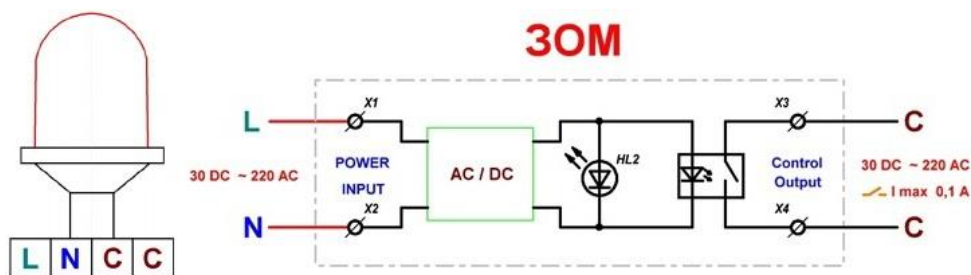 ЗОМ
L
N
C
C
L
30 DC ~ 220 AC
N
X1
POWER
INPUT
X2
AC / DC
HL2
X3
Control
Output
X4
C
30 DC ~ 220 AC
I max 0,1 A
C